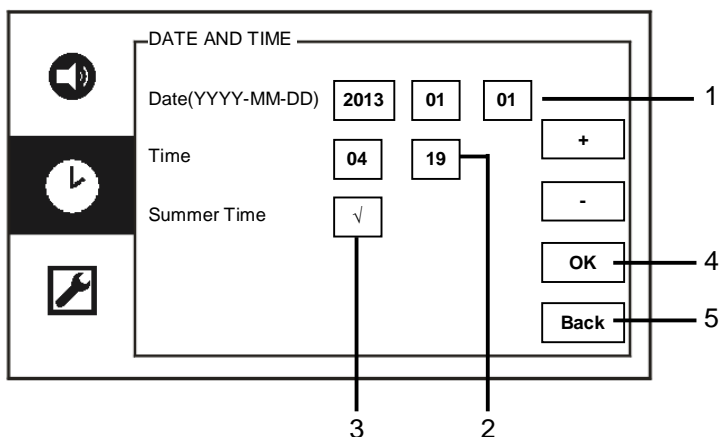 DATE AND TIME
Date(YYYY-MM-DD) 2013 01 01 1
+
Time 04 19
-
Summer Time √
OK 4
Back 5
3 2